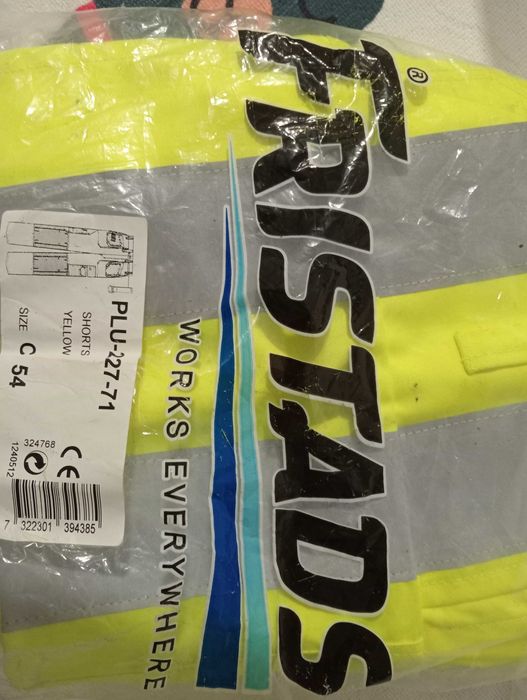 FRISTADS®
WORKS EVERYWHERE
PLU-227-71
SHORTS
YELLOW
SIZE C 54
324768
1240512
CE
7 322301 394385